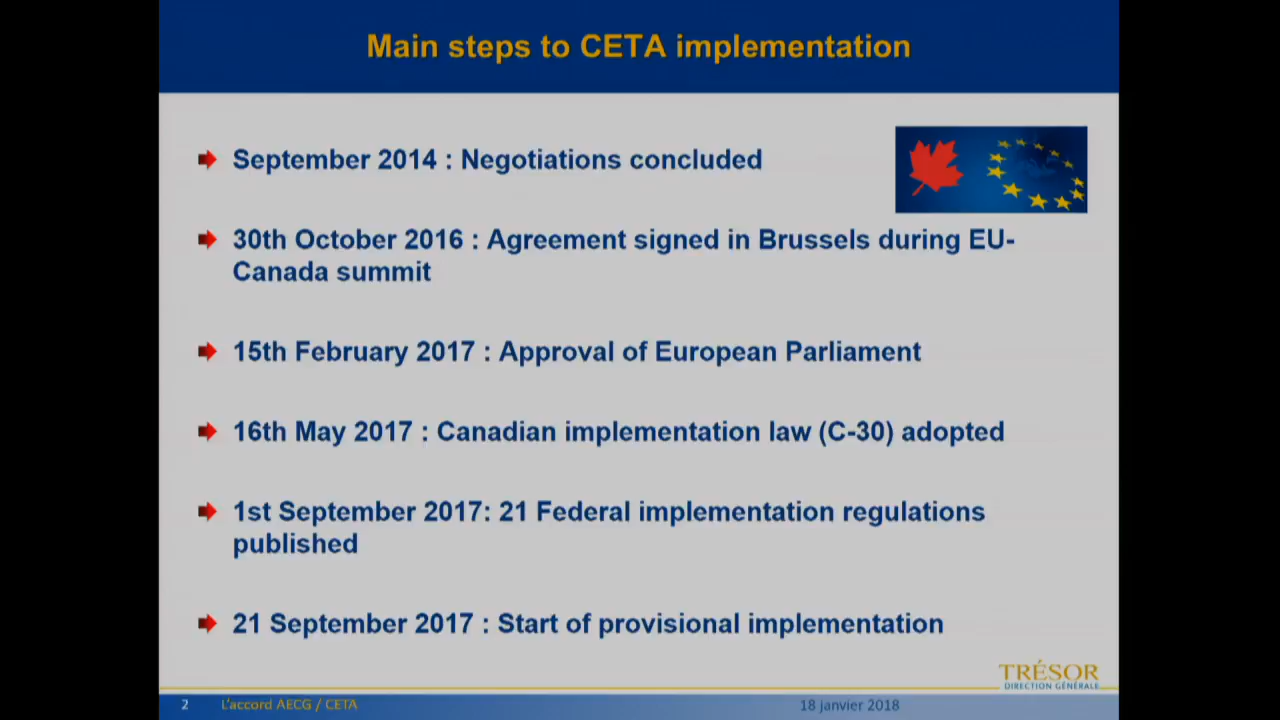 Main steps to CETA implementation
September 2014 : Negotiations concluded
30th October 2016 : Agreement signed in Brussels during EU-
Canada summit
15th February 2017 : Approval of European Parliament
16th May 2017 : Canadian implementation law (C-30) adopted
1st September 2017: 21 Federal implementation regulations
published
21 September 2017 : Start of provisional implementation
TRÉSOR
DIRECTION GÉNÉRALE
2 L'accord AECG / CETA 18 janvier 2018